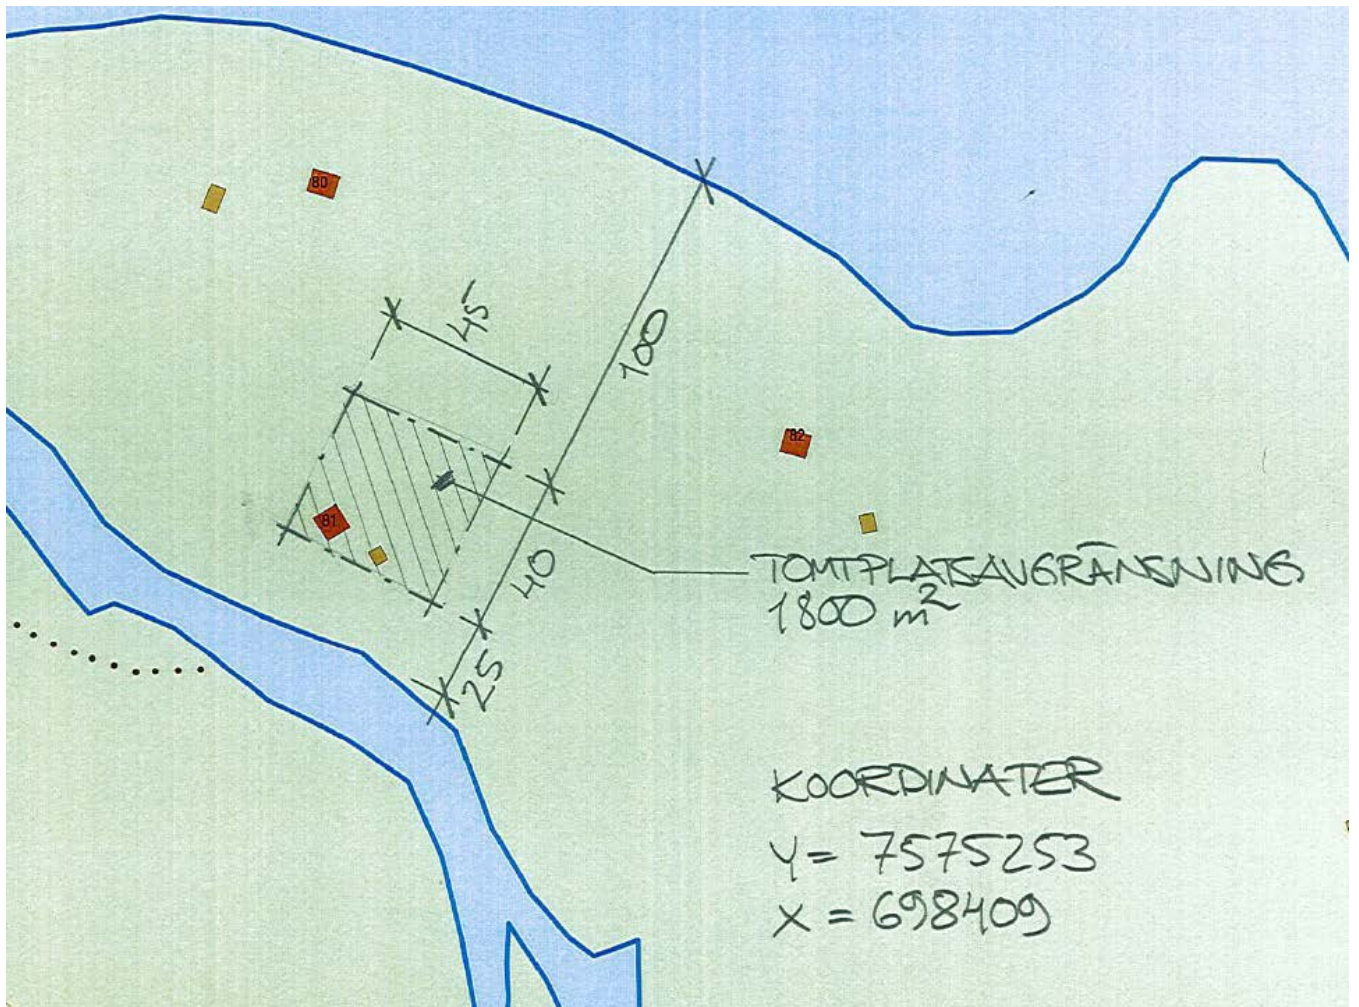 80
45
100
82
81
40
TOMTPLATSAVGRÄNSNING
1800 m²
25
KOORDINATER
Y = 7575253
X = 698409